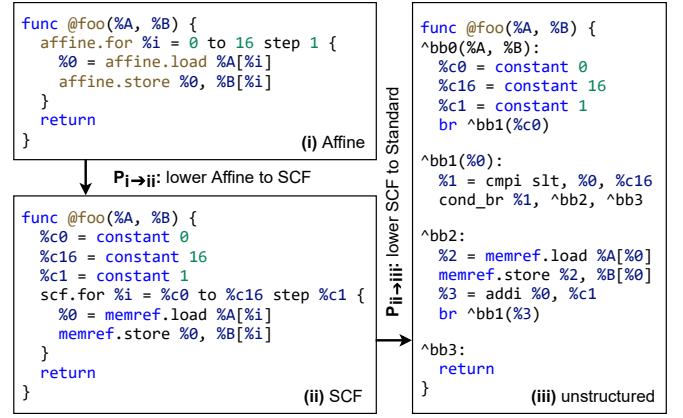 func @foo(%A, %B) {
  affine.for %i = 0 to 16 step 1 {
    %0 = affine.load %A[%i]
    affine.store %0, %B[%i]
  }
  return
}
(i) Affine
Pi→ii: lower Affine to SCF
func @foo(%A, %B) {
  %c0 = constant 0
  %c16 = constant 16
  %c1 = constant 1
  scf.for %i = %c0 to %c16 step %c1 {
    %0 = memref.load %A[%i]
    memref.store %0, %B[%i]
  }
  return
}
(ii) SCF
Pii→iii: lower SCF to Standard
func @foo(%A, %B) {
^bb0(%A, %B):
  %c0 = constant 0
  %c16 = constant 16
  %c1 = constant 1
  br ^bb1(%c0)
^bb1(%0):
  %1 = cmpi slt, %0, %c16
  cond_br %1, ^bb2, ^bb3
^bb2:
  %2 = memref.load %A[%0]
  memref.store %2, %B[%0]
  %3 = addi %0, %c1
  br ^bb1(%3)
^bb3:
  return
}
(iii) unstructured